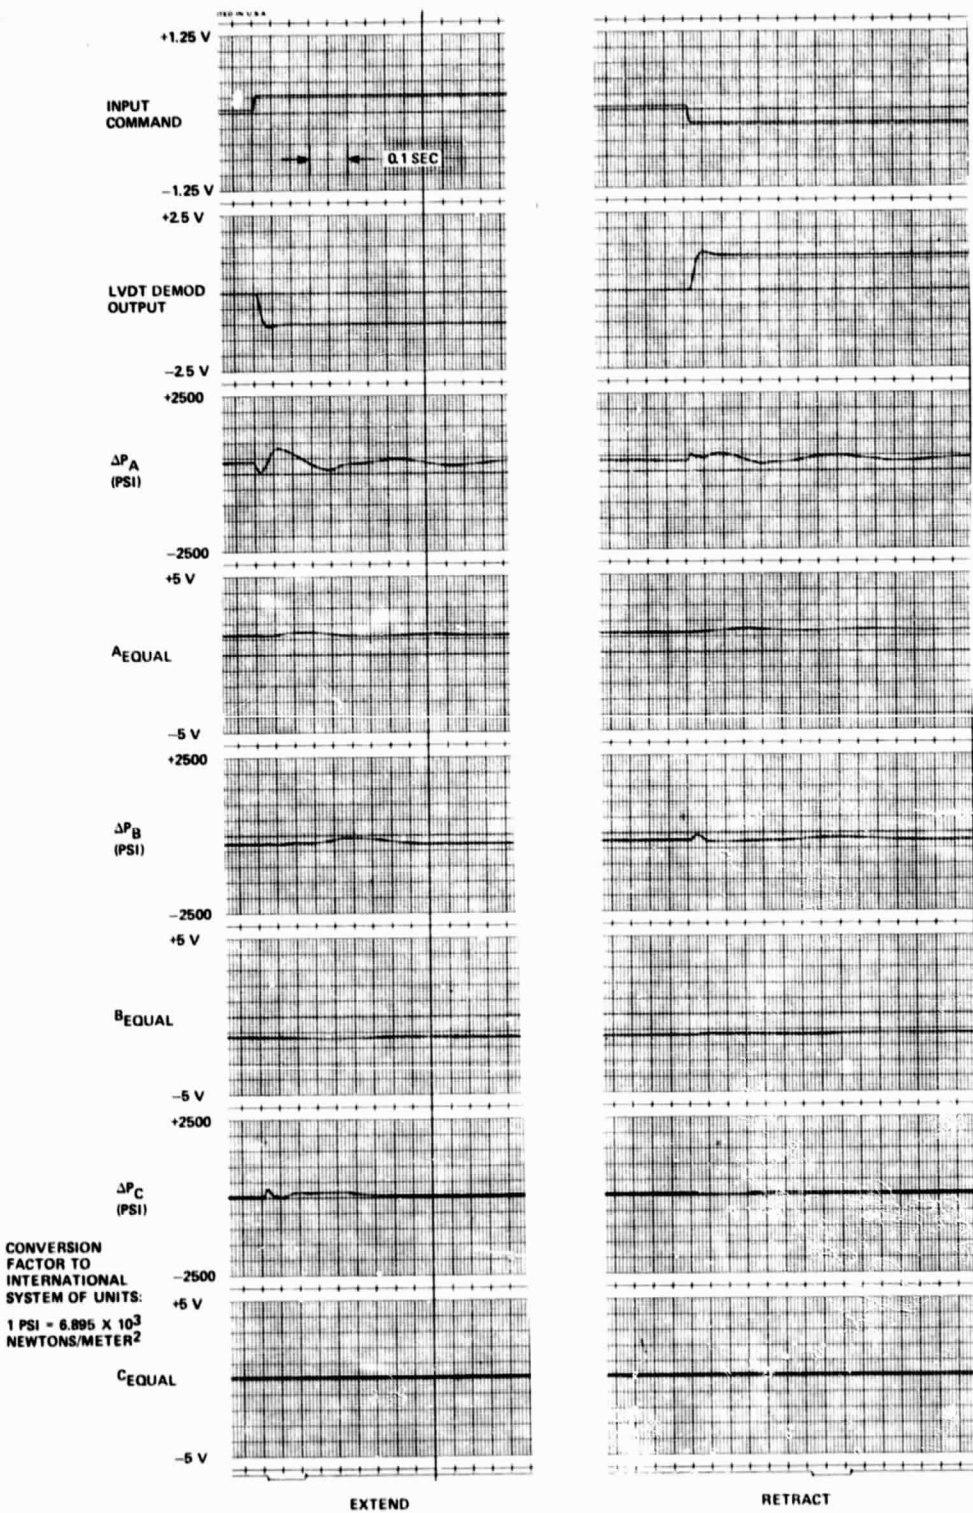 TED IN U.S.A
+1.25 V
INPUT
COMMAND
0.1 SEC
−1.25 V
+2.5 V
LVDT DEMOD
OUTPUT
−2.5 V
+2500
ΔPA
(PSI)
−2500
+5 V
AEQUAL
−5 V
+2500
ΔPB
(PSI)
−2500
+5 V
BEQUAL
−5 V
+2500
ΔPC
(PSI)
−2500
CONVERSION
FACTOR TO
INTERNATIONAL
SYSTEM OF UNITS:
1 PSI = 6.895 X 10³
NEWTONS/METER²
+5 V
CEQUAL
−5 V
EXTEND
RETRACT